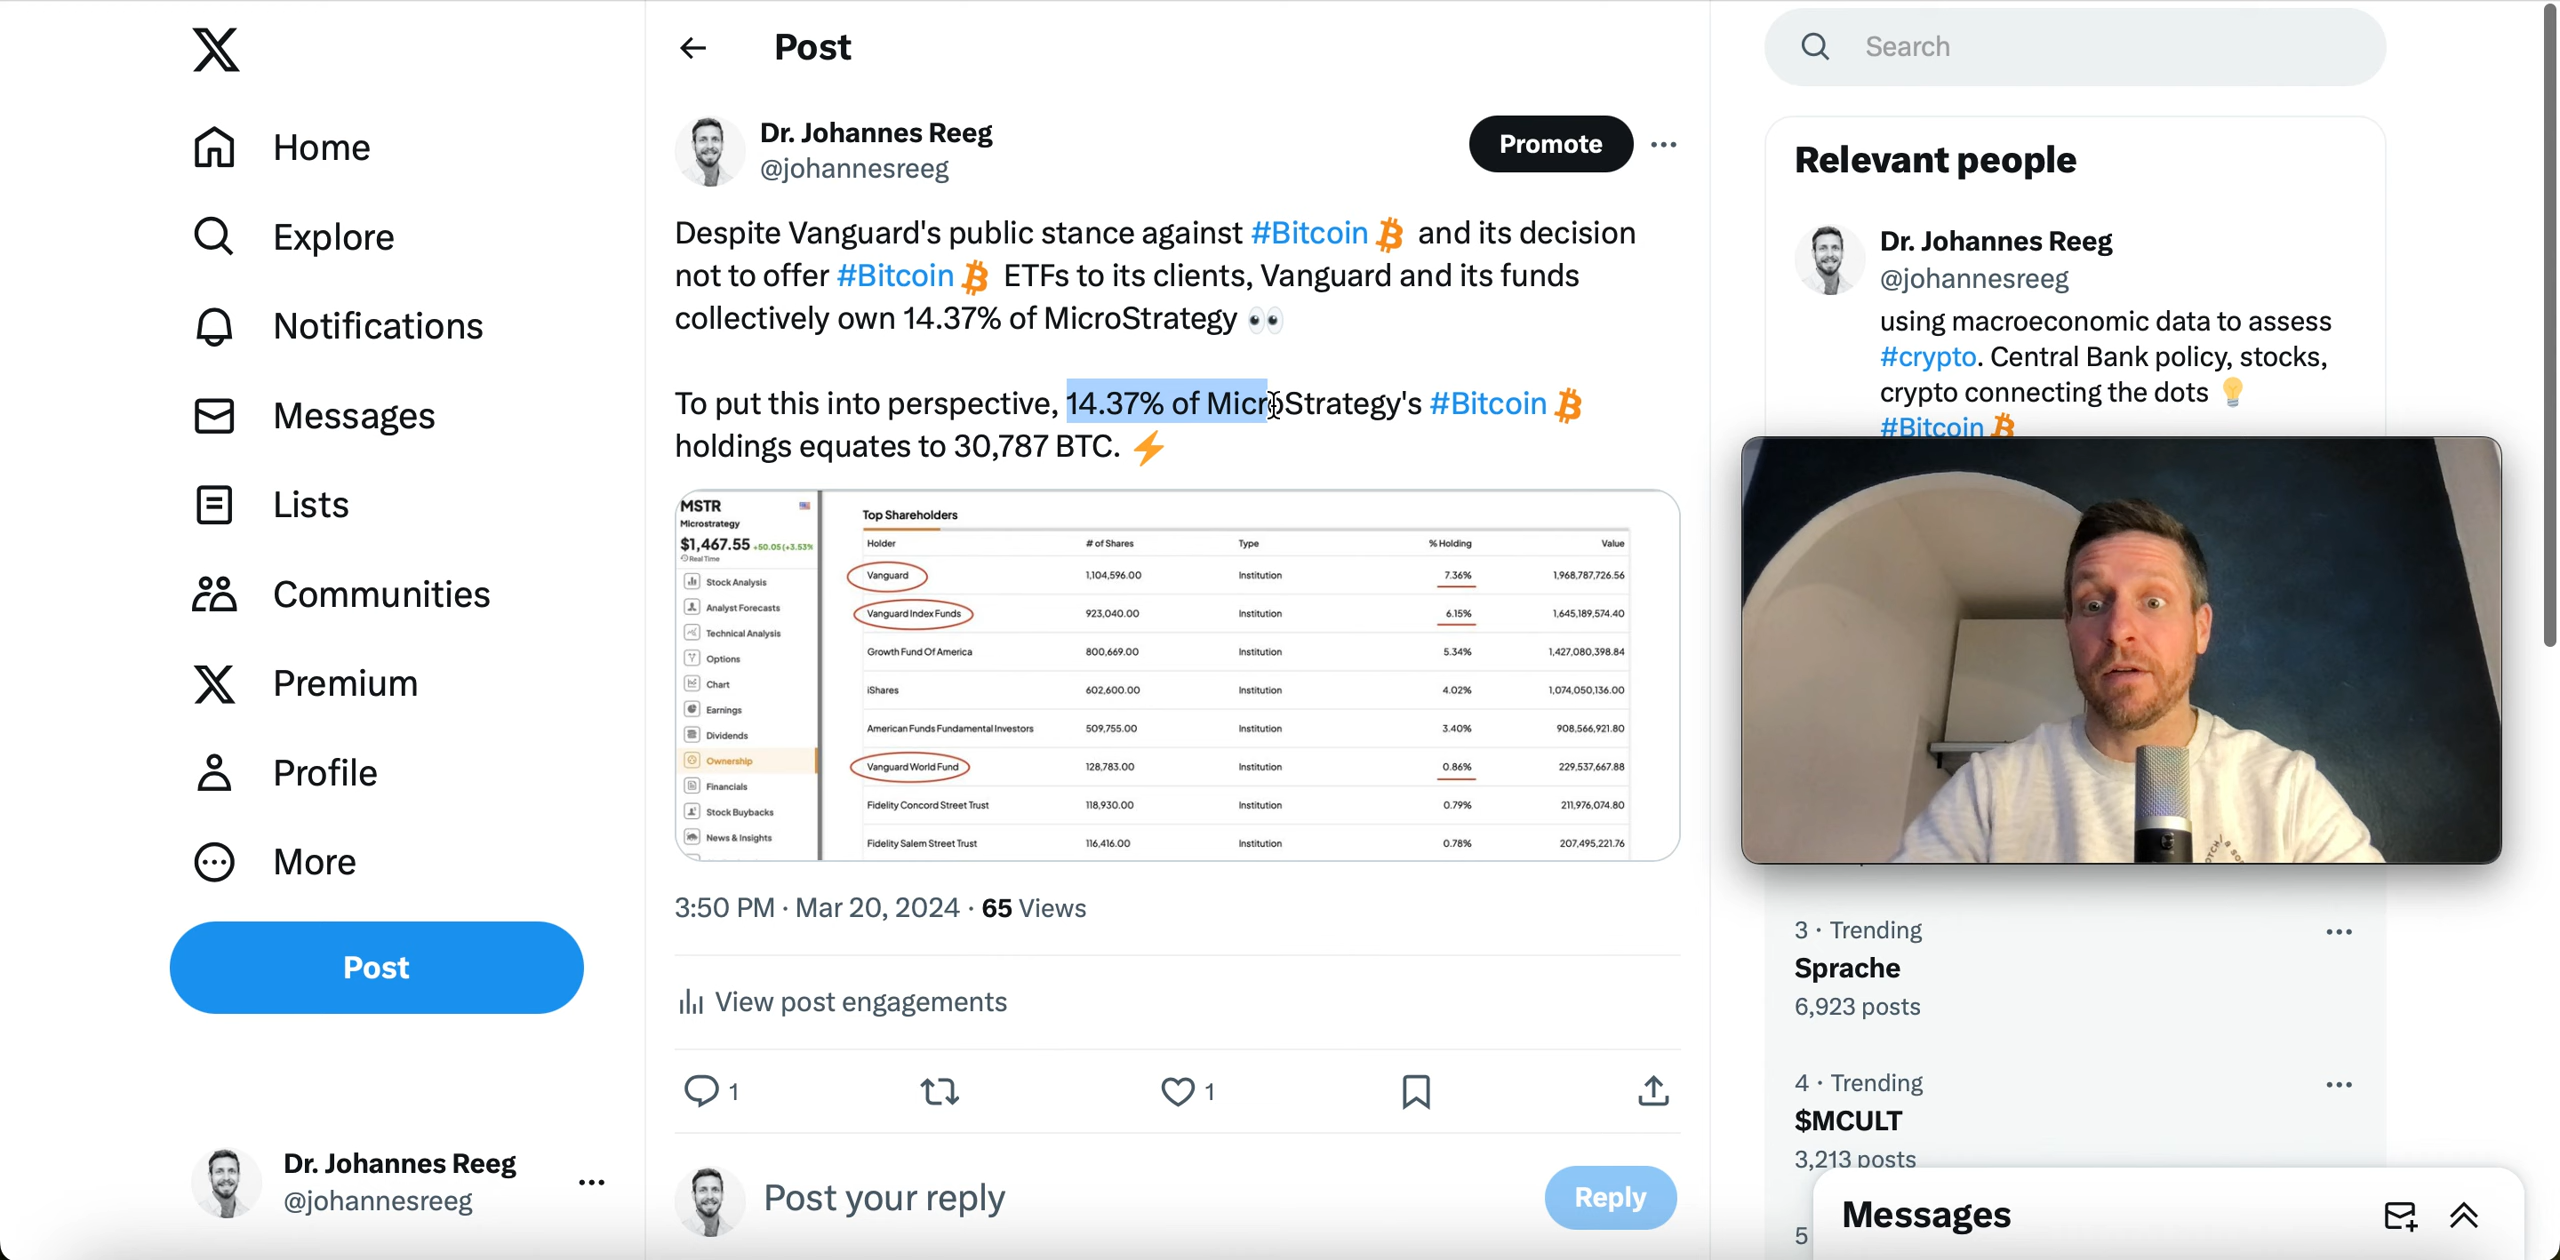 Home
Explore
Notifications
Messages
Lists
Communities
Premium
Profile
More
Post
Dr. Johannes Reeg
@johannesreeg
Post
Dr. Johannes Reeg
@johannesreeg
Promote
Despite Vanguard's public stance against #Bitcoin and its decision
not to offer #Bitcoin ETFs to its clients, Vanguard and its funds
collectively own 14.37% of MicroStrategy 👀
To put this into perspective, 14.37% of MicroStrategy's #Bitcoin
holdings equates to 30,787 BTC. ⚡
MSTR
Microstrategy
$1,467.55 +50.05 (+3.53%
Real Time
Stock Analysis
Analyst Forecasts
Technical Analysis
Options
Chart
Earnings
Dividends
Ownership
Financials
Stock Buybacks
News & Insights
Top Shareholders
Holder # of Shares Type % Holding Value
Vanguard 1,104,596.00 Institution 7.36% 1,968,787,726.56
Vanguard Index Funds 923,040.00 Institution 6.15% 1,645,189,574.40
Growth Fund Of America 800,669.00 Institution 5.34% 1,427,080,398.84
iShares 602,600.00 Institution 4.02% 1,074,050,136.00
American Funds Fundamental Investors 509,755.00 Institution 3.40% 908,566,921.80
Vanguard World Fund 128,783.00 Institution 0.86% 229,537,667.88
Fidelity Concord Street Trust 118,930.00 Institution 0.79% 211,976,074.80
Fidelity Salem Street Trust 116,416.00 Institution 0.78% 207,495,221.76
3:50 PM · Mar 20, 2024 · 65 Views
View post engagements
1
1
Post your reply
Reply
Search
Relevant people
Dr. Johannes Reeg
@johannesreeg
using macroeconomic data to assess
#crypto. Central Bank policy, stocks,
crypto connecting the dots 💡
#Bitcoin
3 · Trending
Sprache
6,923 posts
4 · Trending
$MCULT
3,213 posts
5
Messages